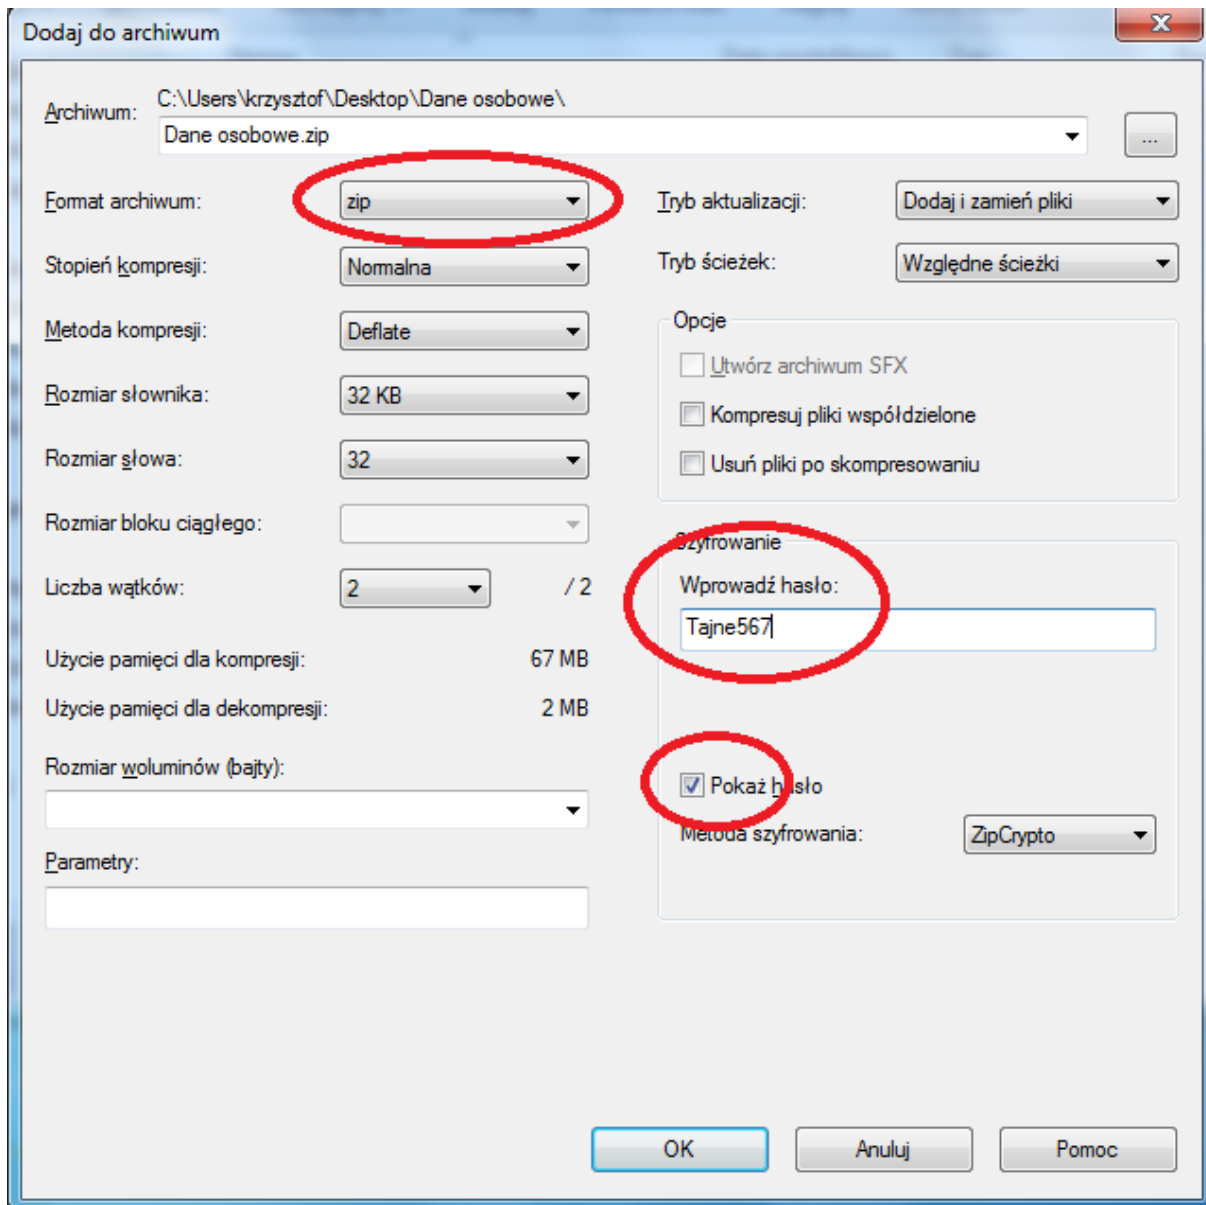 Dodaj do archiwum
Archiwum:
C:\Users\krzysztof\Desktop\Dane osobowe\
Dane osobowe.zip
...
Format archiwum:
zip
Stopień kompresji:
Normalna
Metoda kompresji:
Deflate
Rozmiar słownika:
32 KB
Rozmiar słowa:
32
Rozmiar bloku ciągłego:
Liczba wątków:
2
/ 2
Użycie pamięci dla kompresji:
67 MB
Użycie pamięci dla dekompresji:
2 MB
Rozmiar woluminów (bajty):
Parametry:
Tryb aktualizacji:
Dodaj i zamień pliki
Tryb ścieżek:
Względne ścieżki
Opcje
Utwórz archiwum SFX
Kompresuj pliki współdzielone
Usuń pliki po skompresowaniu
Szyfrowanie
Wprowadź hasło:
Tajne567
Pokaż hasło
Metoda szyfrowania:
ZipCrypto
OK
Anuluj
Pomoc